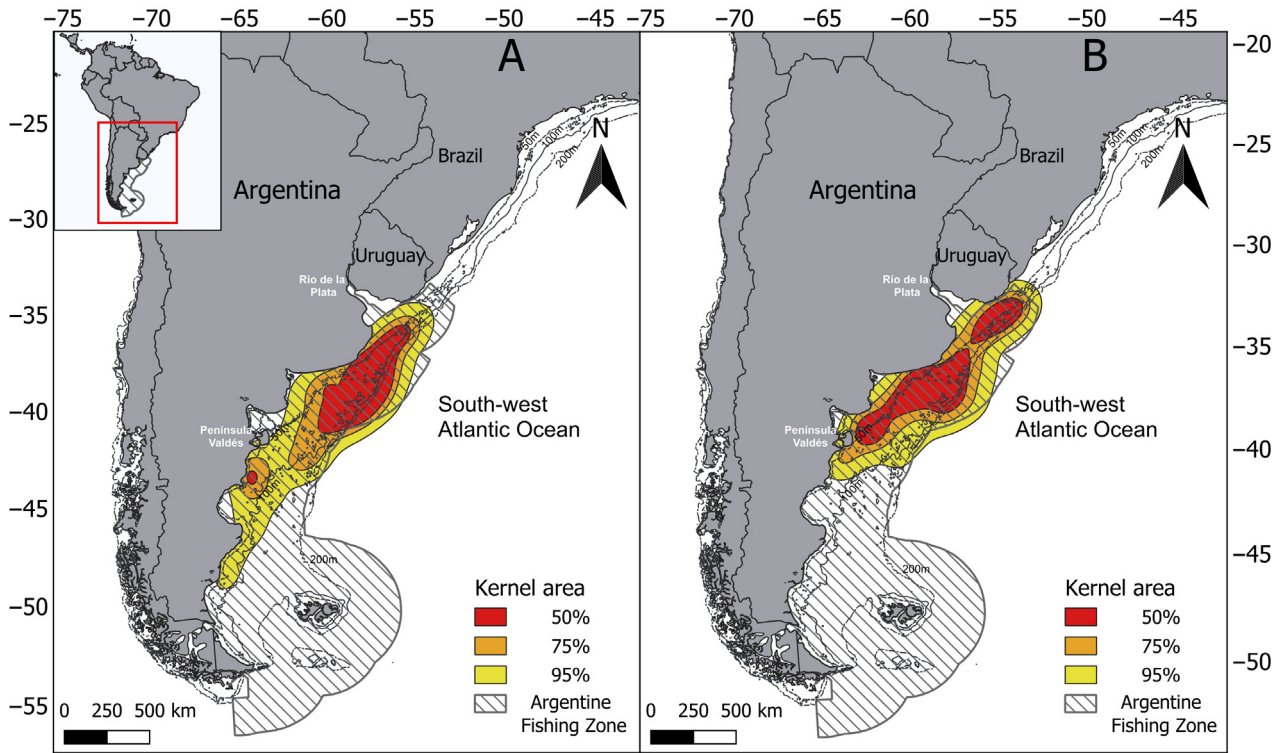 −75
−70
−65
−60
−55
−50
−45
−75
−70
−65
−60
−55
−50
−45
−25
−30
−35
−40
−45
−50
−55
−20
−25
−30
−35
−40
−45
−50
A
Brazil
Argentina
Uruguay
Río de la
Plata
50m
100m
200m
N
South-west
Atlantic Ocean
Península
Valdés
50m
100m
200m
Kernel area
50%
75%
95%
Argentine
Fishing Zone
0 250 500 km
B
Brazil
Argentina
Uruguay
Río de la
Plata
50m
100m
200m
N
South-west
Atlantic Ocean
Península
Valdés
50m
100m
200m
Kernel area
50%
75%
95%
Argentine
Fishing Zone
0 250 500 km